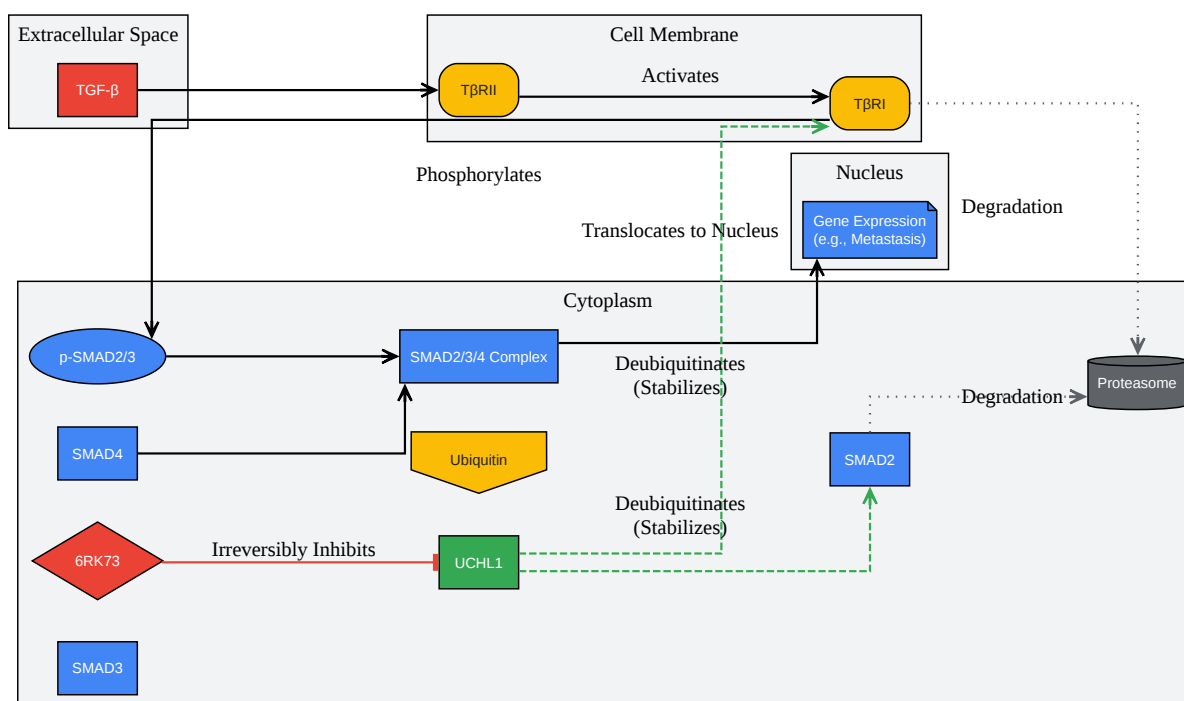 Extracellular Space
Cell Membrane
TGF-β
TβRII
Activates
TβRI
Phosphorylates
Nucleus
Degradation
Translocates to Nucleus
Gene Expression
(e.g., Metastasis)
Cytoplasm
p-SMAD2/3
SMAD2/3/4 Complex
Deubiquitinates
(Stabilizes)
Proteasome
Degradation
SMAD4
Ubiquitin
SMAD2
Deubiquitinates
(Stabilizes)
6RK73
Irreversibly Inhibits
UCHL1
SMAD3